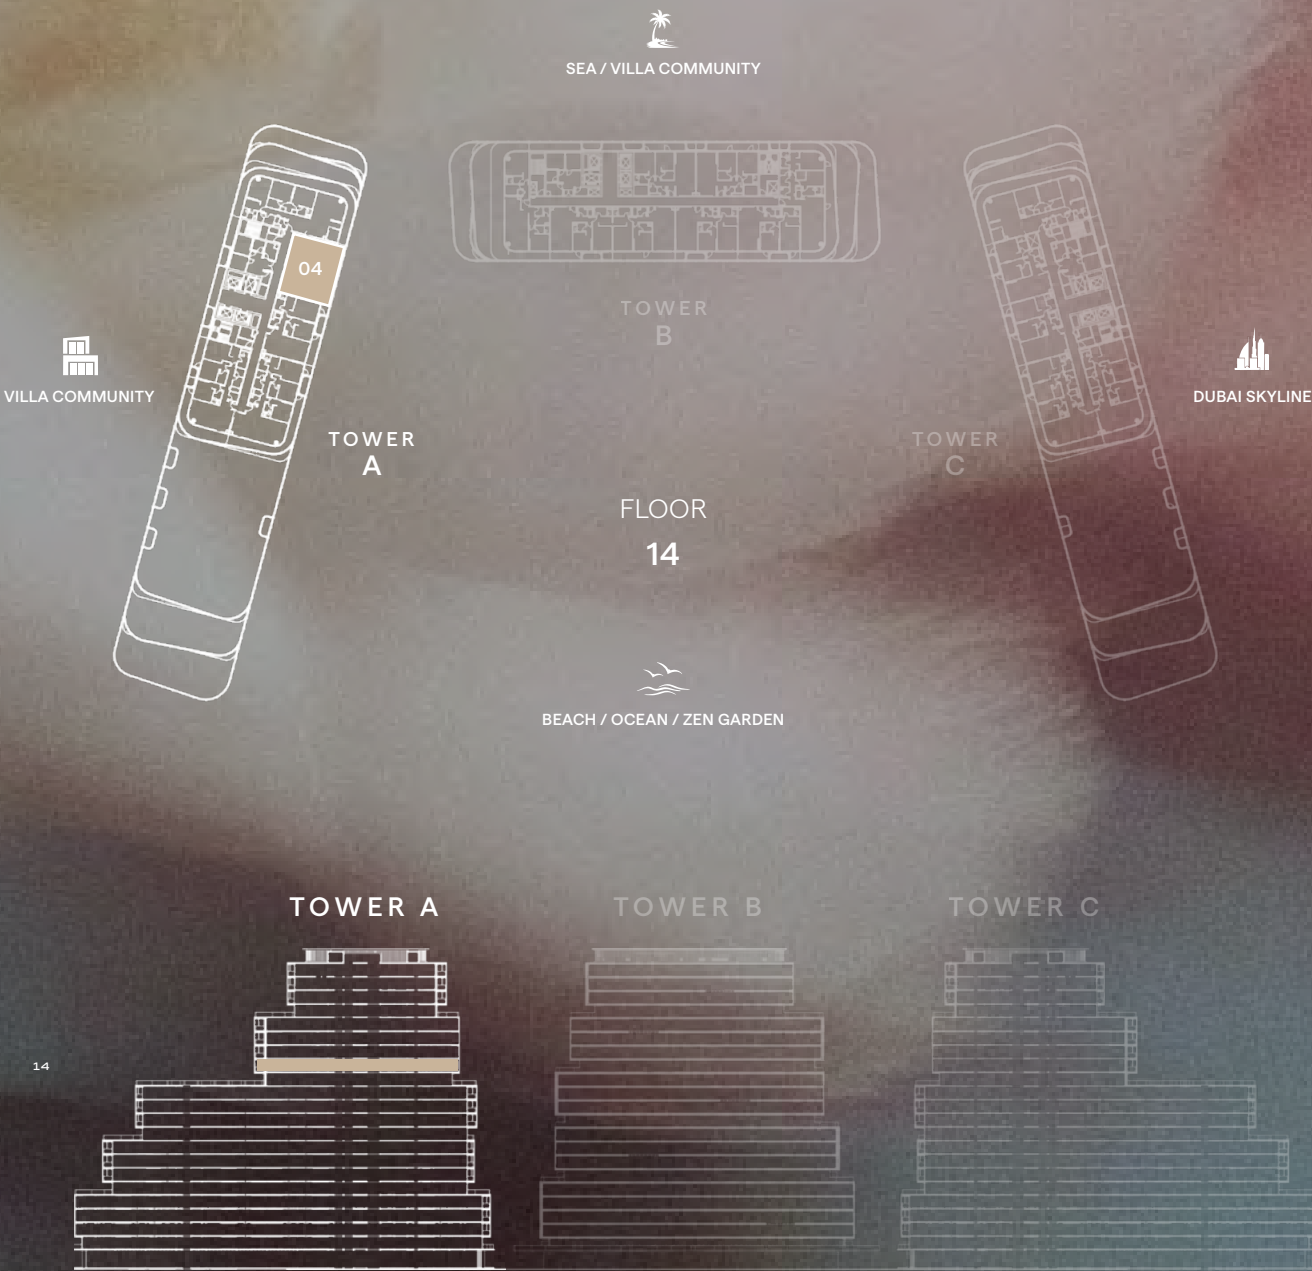 SEA / VILLA COMMUNITY
04
TOWER
B
VILLA COMMUNITY
DUBAI SKYLINE
TOWER
A
TOWER
C
FLOOR
14
BEACH / OCEAN / ZEN GARDEN
TOWER A
TOWER B
TOWER C
14